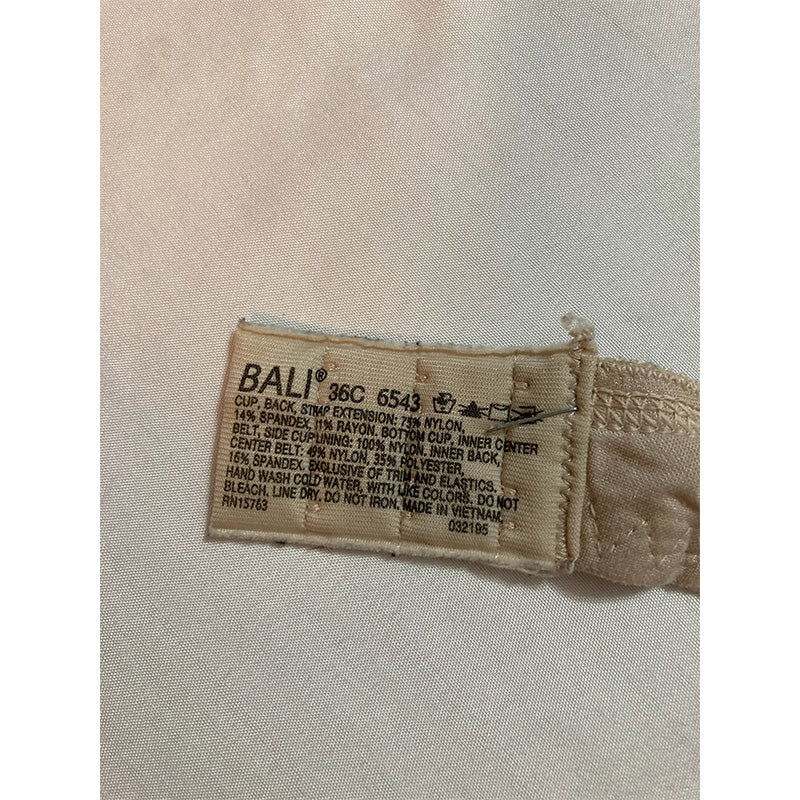 BALI® 36C 6543
CUP, BACK, STRAP EXTENSION: 75% NYLON,
14% SPANDEX, 11% RAYON. BOTTOM CUP, INNER CENTER
BELT, SIDE CUP LINING: 100% NYLON. INNER BACK,
CENTER BELT: 49% NYLON, 35% POLYESTER,
16% SPANDEX. EXCLUSIVE OF TRIM AND ELASTICS.
HAND WASH COLD WATER, WITH LIKE COLORS. DO NOT
BLEACH. LINE DRY. DO NOT IRON. MADE IN VIETNAM.
RN15763 032195